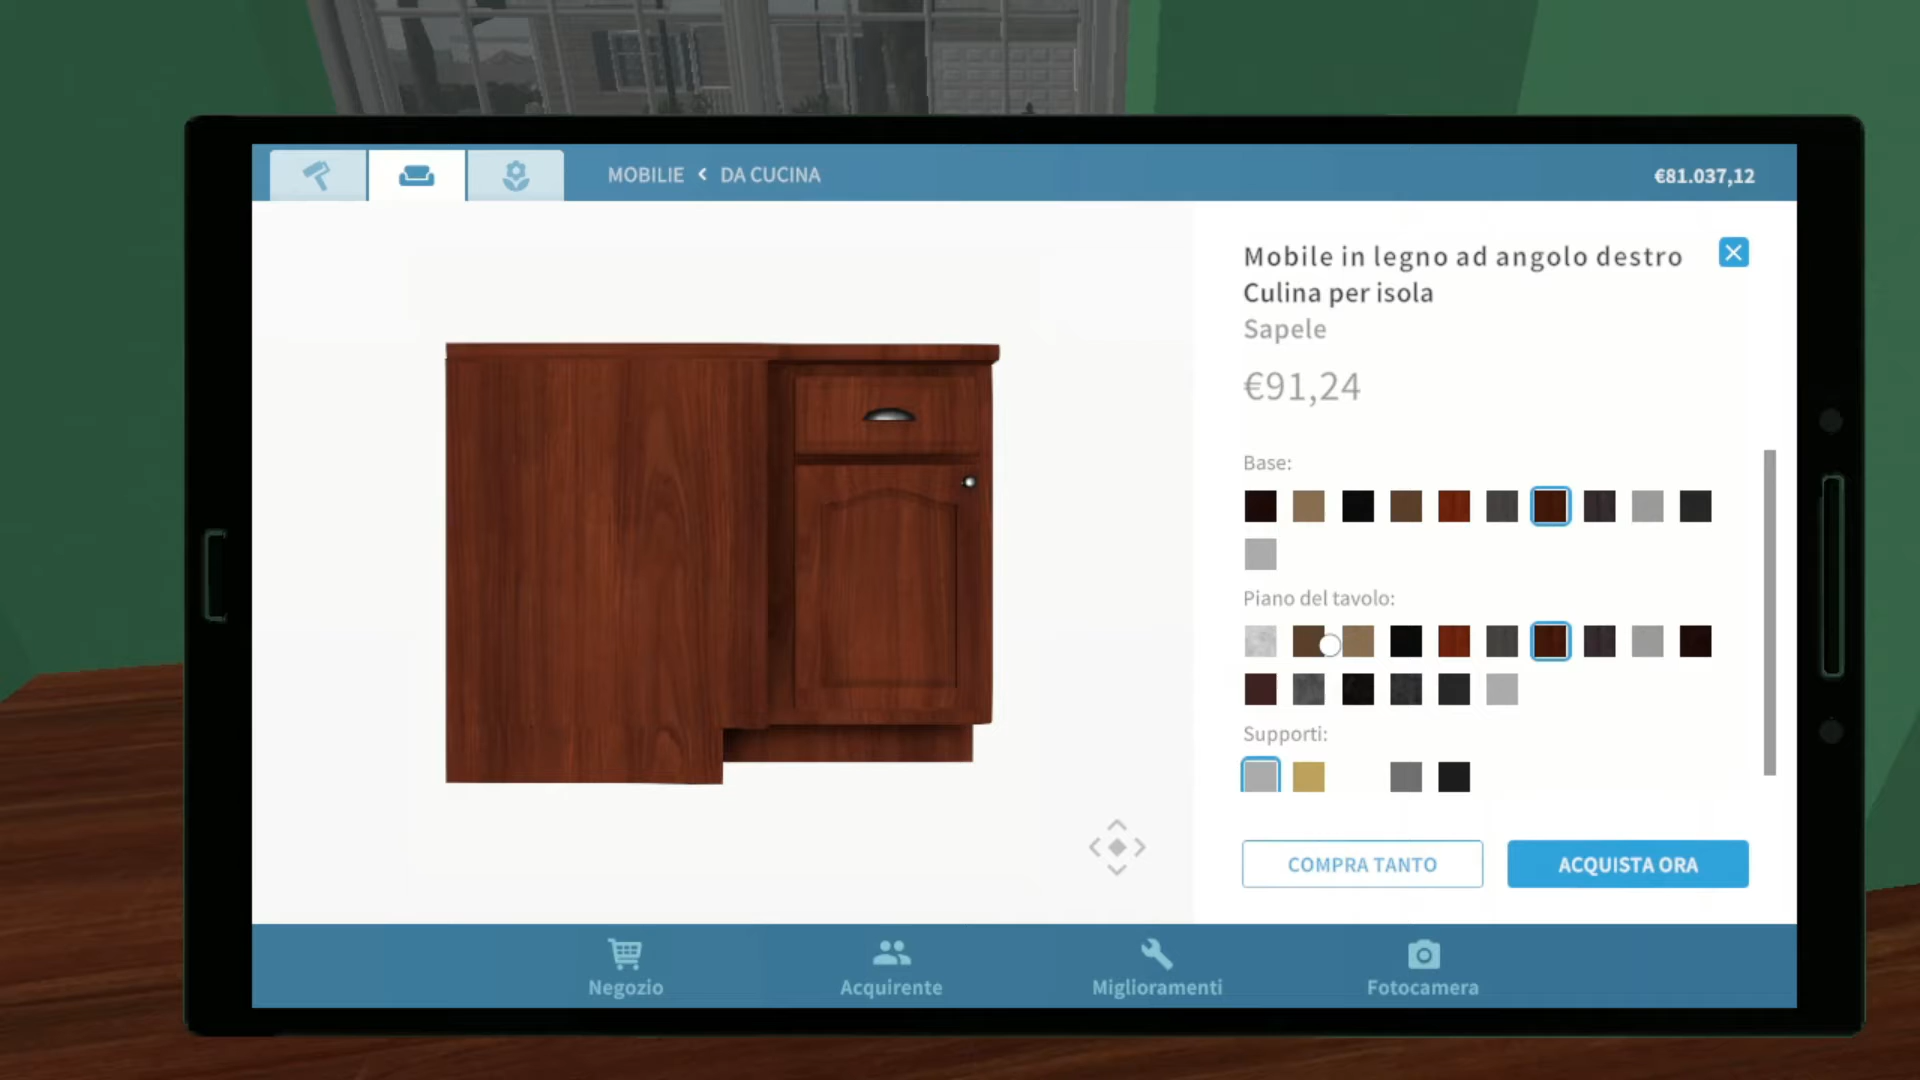 MOBILIE < DA CUCINA
€81.037,12
Mobile in legno ad angolo destro
Culina per isola
Sapele
€91,24
Base:
Piano del tavolo:
Supporti:
COMPRA TANTO
ACQUISTA ORA
Negozio
Acquirente
Miglioramenti
Fotocamera